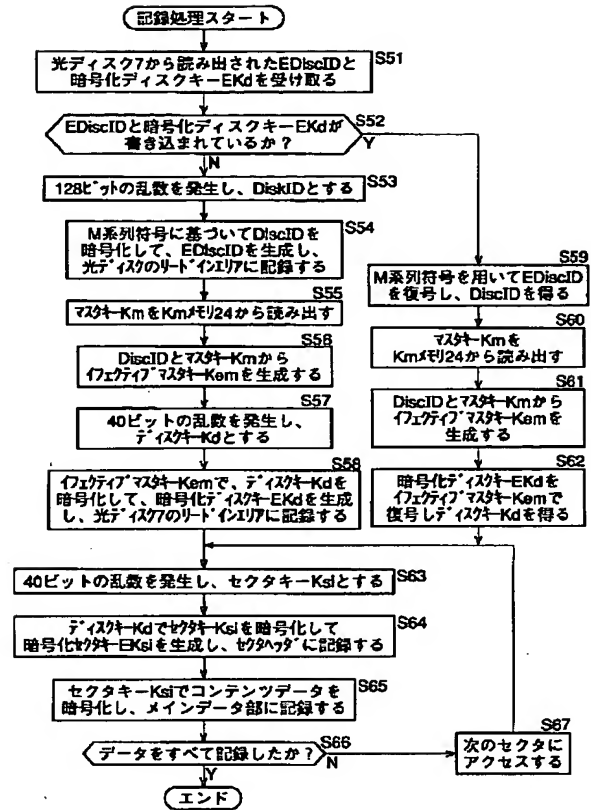 記録処理スタート
光ディスク7から読み出されたEDiscIDと
暗号化ディスクキーEKdを受け取る
S51
EDiscIDと暗号化ディスクキーEKdが
書き込まれているか?
S52
Y
N
128ビットの乱数を発生し、DiskIDとする
S53
M系列符号に基づいてDiscIDを
暗号化して、EDiscIDを生成し、
光ディスクのリードインエリアに記録する
S54
マスタキーKmをKmメモリ24から読み出す
S55
DiscIDとマスタキーKmから
イフェクティブマスタキーKemを生成する
S56
40ビットの乱数を発生し、
ディスクキーKdとする
S57
イフェクティブマスタキーKemで、ディスクキーKdを
暗号化して、暗号化ディスクキーEKdを生成
し、光ディスク7のリードインエリアに記録する
S58
M系列符号を用いてEDiscID
を復号し、DiscIDを得る
S59
マスタキーKmを
Kmメモリ24から読み出す
S60
DiscIDとマスタキーKmから
イフェクティブマスタキーKemを
生成する
S61
暗号化ディスクキーEKdを
イフェクティブマスタキーKemで
復号しディスクキーKdを得る
S62
40ビットの乱数を発生し、セクタキーKsiとする
S63
ディスクキーKdでセクタキーKsiを暗号化して
暗号化セクタキーEKsiを生成し、セクタヘッダに記録する
S64
セクタキーKsiでコンテンツデータを
暗号化し、メインデータ部に記録する
S65
データをすべて記録したか?
S66
N
Y
次のセクタに
アクセスする
S67
エンド